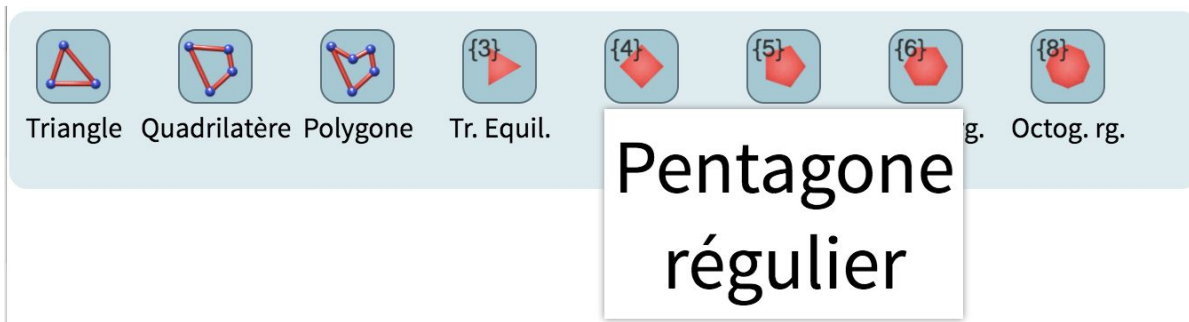 {3} {4} {5} {6} {8}
Triangle Quadrilatère Polygone Tr. Equil. g. Octog. rg.
Pentagone
régulier